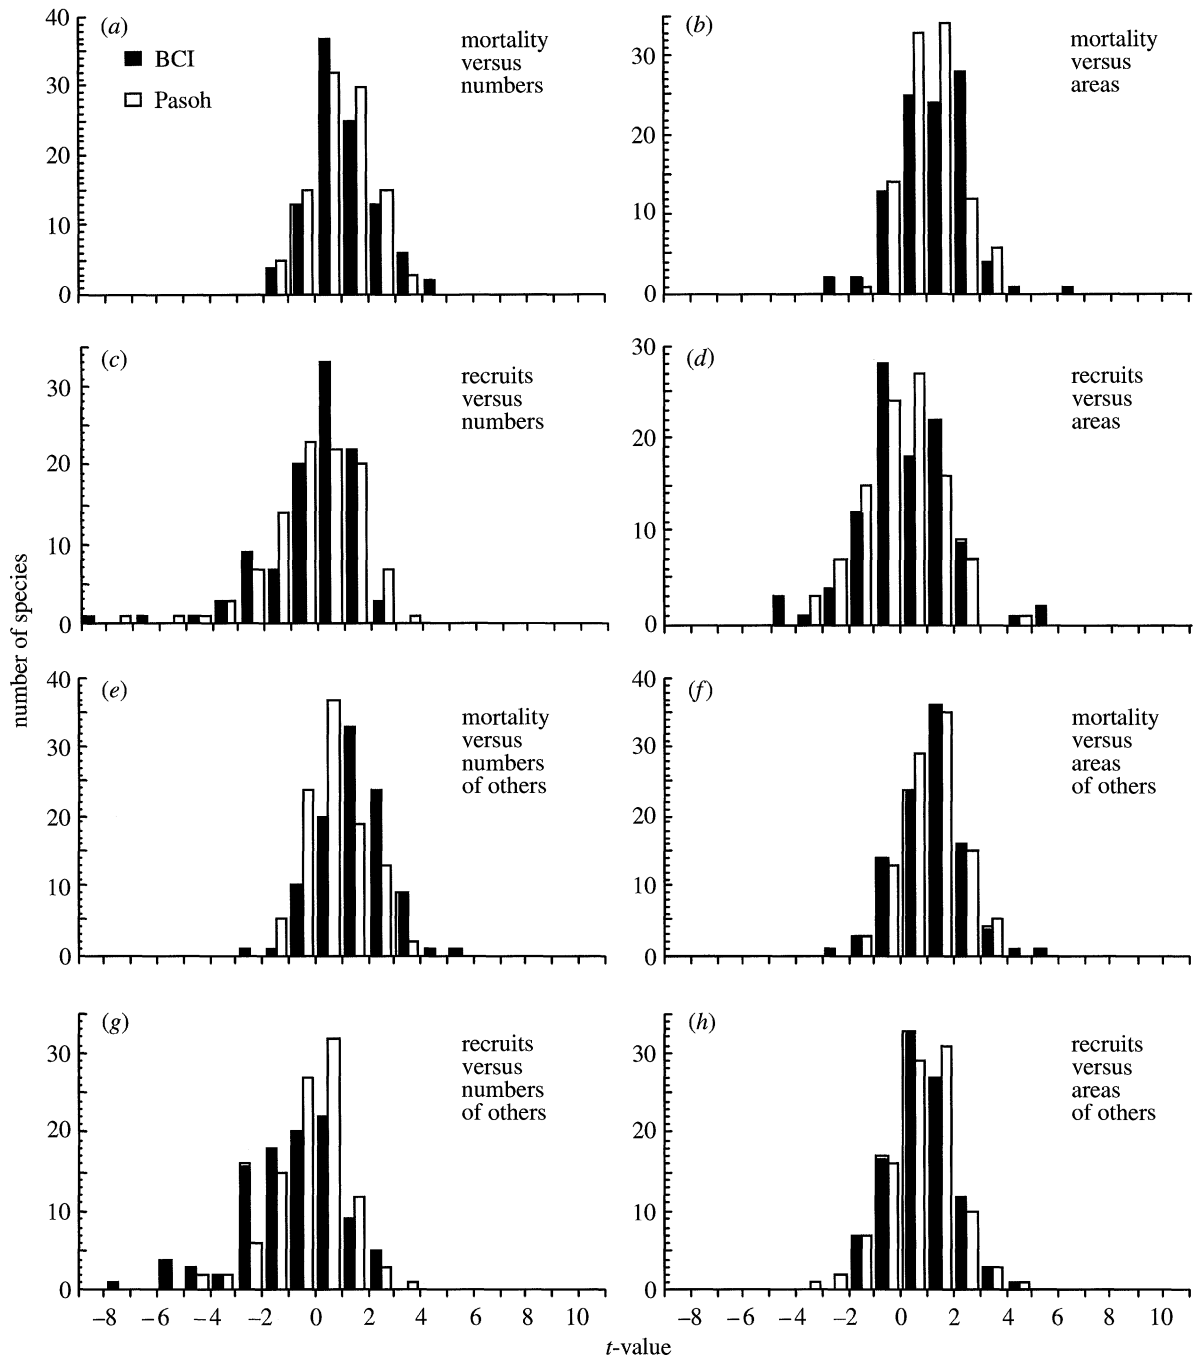 (a)
BCI
Pasoh
mortality
versus
numbers
40
30
20
10
0
(b)
mortality
versus
areas
30
20
10
0
(c)
recruits
versus
numbers
30
20
10
0
(d)
recruits
versus
areas
30
20
10
0
number of species
(e)
mortality
versus
numbers
of others
40
30
20
10
0
(f)
mortality
versus
areas
of others
40
30
20
10
0
(g)
recruits
versus
numbers
of others
30
20
10
0
−8 −6 −4 −2 0 2 4 6 8 10
(h)
recruits
versus
areas
of others
30
20
10
0
−8 −6 −4 −2 0 2 4 6 8 10
t-value